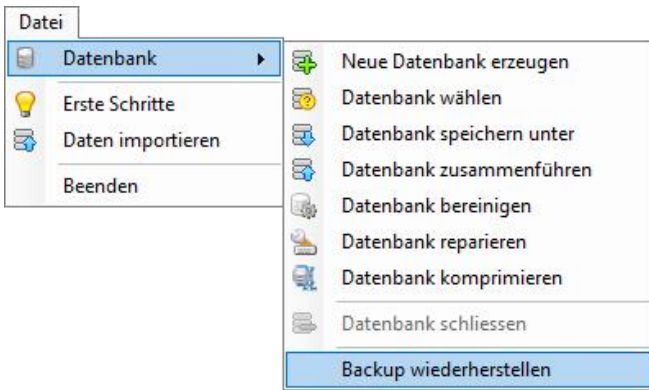 Datei
Datenbank
Erste Schritte
Daten importieren
Beenden
Neue Datenbank erzeugen
Datenbank wählen
Datenbank speichern unter
Datenbank zusammenführen
Datenbank bereinigen
Datenbank reparieren
Datenbank komprimieren
Datenbank schliessen
Backup wiederherstellen